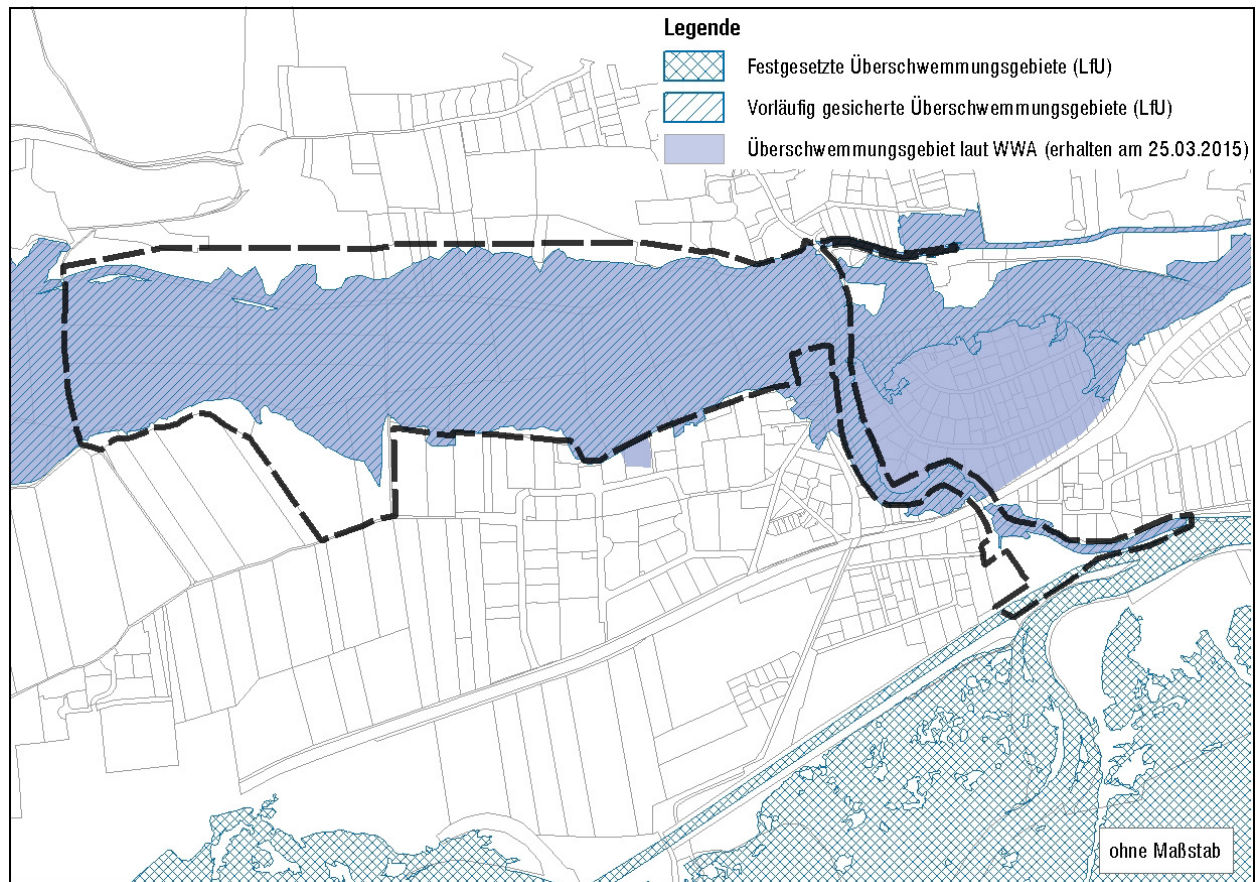 Legende
Festgesetzte Überschwemmungsgebiete (LfU)
Vorläufig gesicherte Überschwemmungsgebiete (LfU)
Überschwemmungsgebiet laut WWA (erhalten am 25.03.2015)
ohne Maßstab